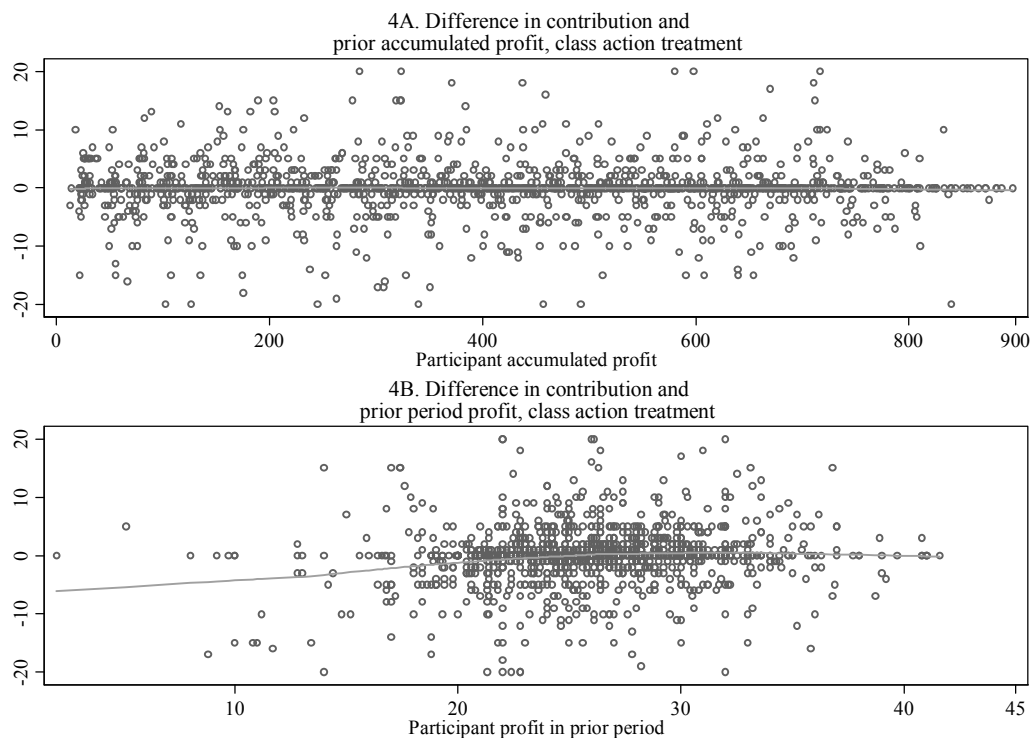 4A. Difference in contribution and
prior accumulated profit, class action treatment
20
10
0
-10
-20
0 200 400 600 800 900
Participant accumulated profit
4B. Difference in contribution and
prior period profit, class action treatment
20
10
0
-10
-20
10 20 30 40 45
Participant profit in prior period